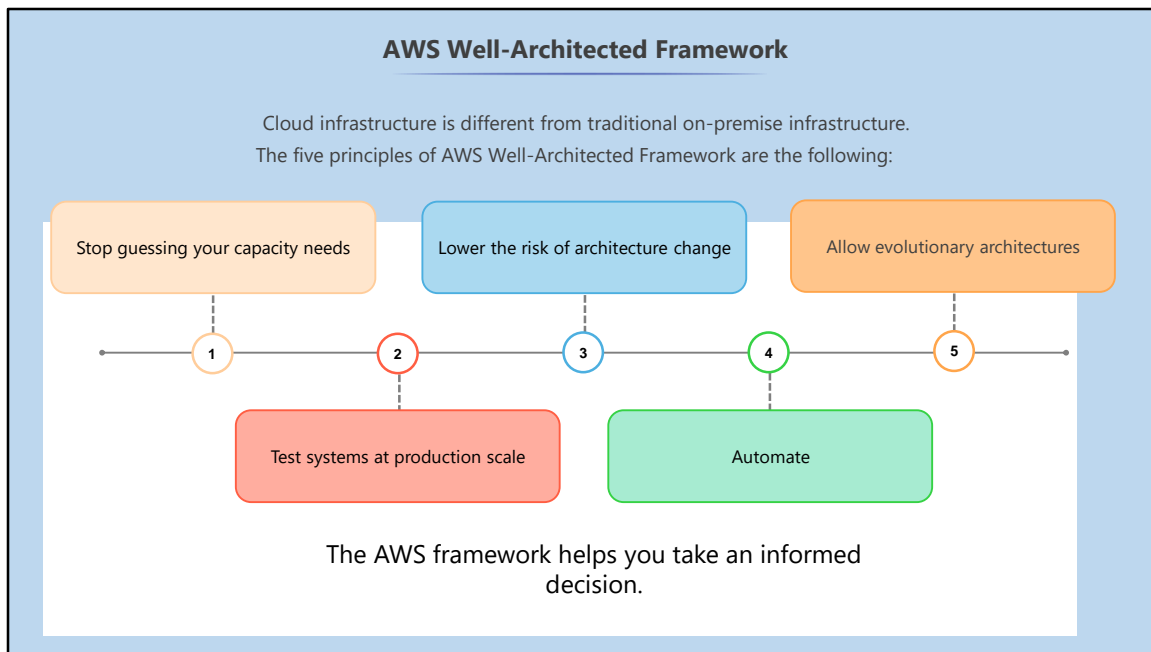 AWS Well-Architected Framework
Cloud infrastructure is different from traditional on-premise infrastructure.
The five principles of AWS Well-Architected Framework are the following:
Stop guessing your capacity needs
Lower the risk of architecture change
Allow evolutionary architectures
1
2
3
4
5
Test systems at production scale
Automate
The AWS framework helps you take an informed
decision.